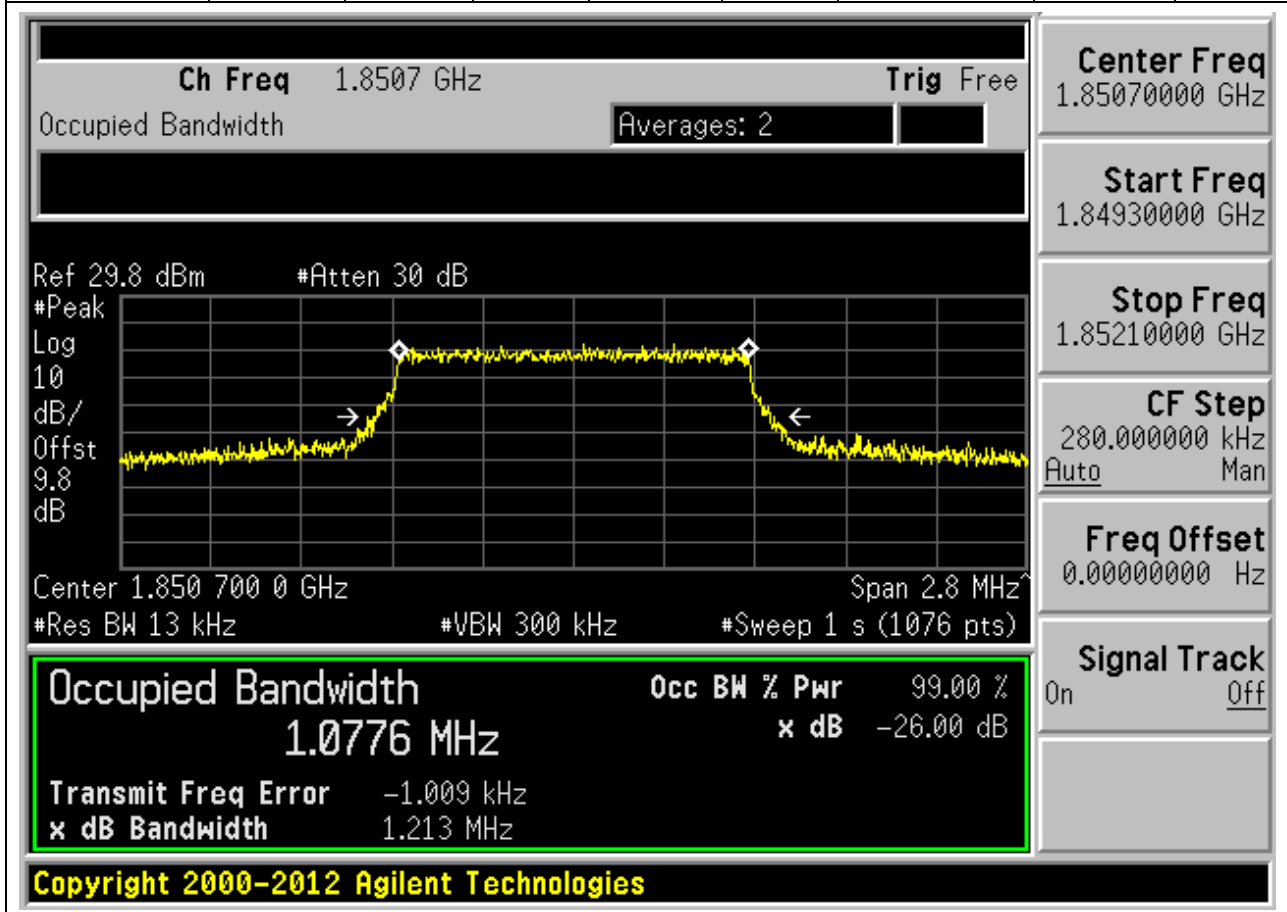 Ch Freq 1.8507 GHz Trig Free
Occupied Bandwidth Averages: 2
Ref 29.8 dBm #Atten 30 dB
#Peak
Log
10
dB/
Offst
9.8
dB
Center 1.850 700 0 GHz Span 2.8 MHz^
#Res BW 13 kHz #VBW 300 kHz #Sweep 1 s (1076 pts)
Occupied Bandwidth Occ BW % Pwr 99.00 %
1.0776 MHz x dB -26.00 dB
Transmit Freq Error -1.009 kHz
x dB Bandwidth 1.213 MHz
Copyright 2000-2012 Agilent Technologies
Center Freq
1.85070000 GHz
Start Freq
1.84930000 GHz
Stop Freq
1.85210000 GHz
CF Step
280.000000 kHz
Auto Man
Freq Offset
0.00000000 Hz
Signal Track
On Off